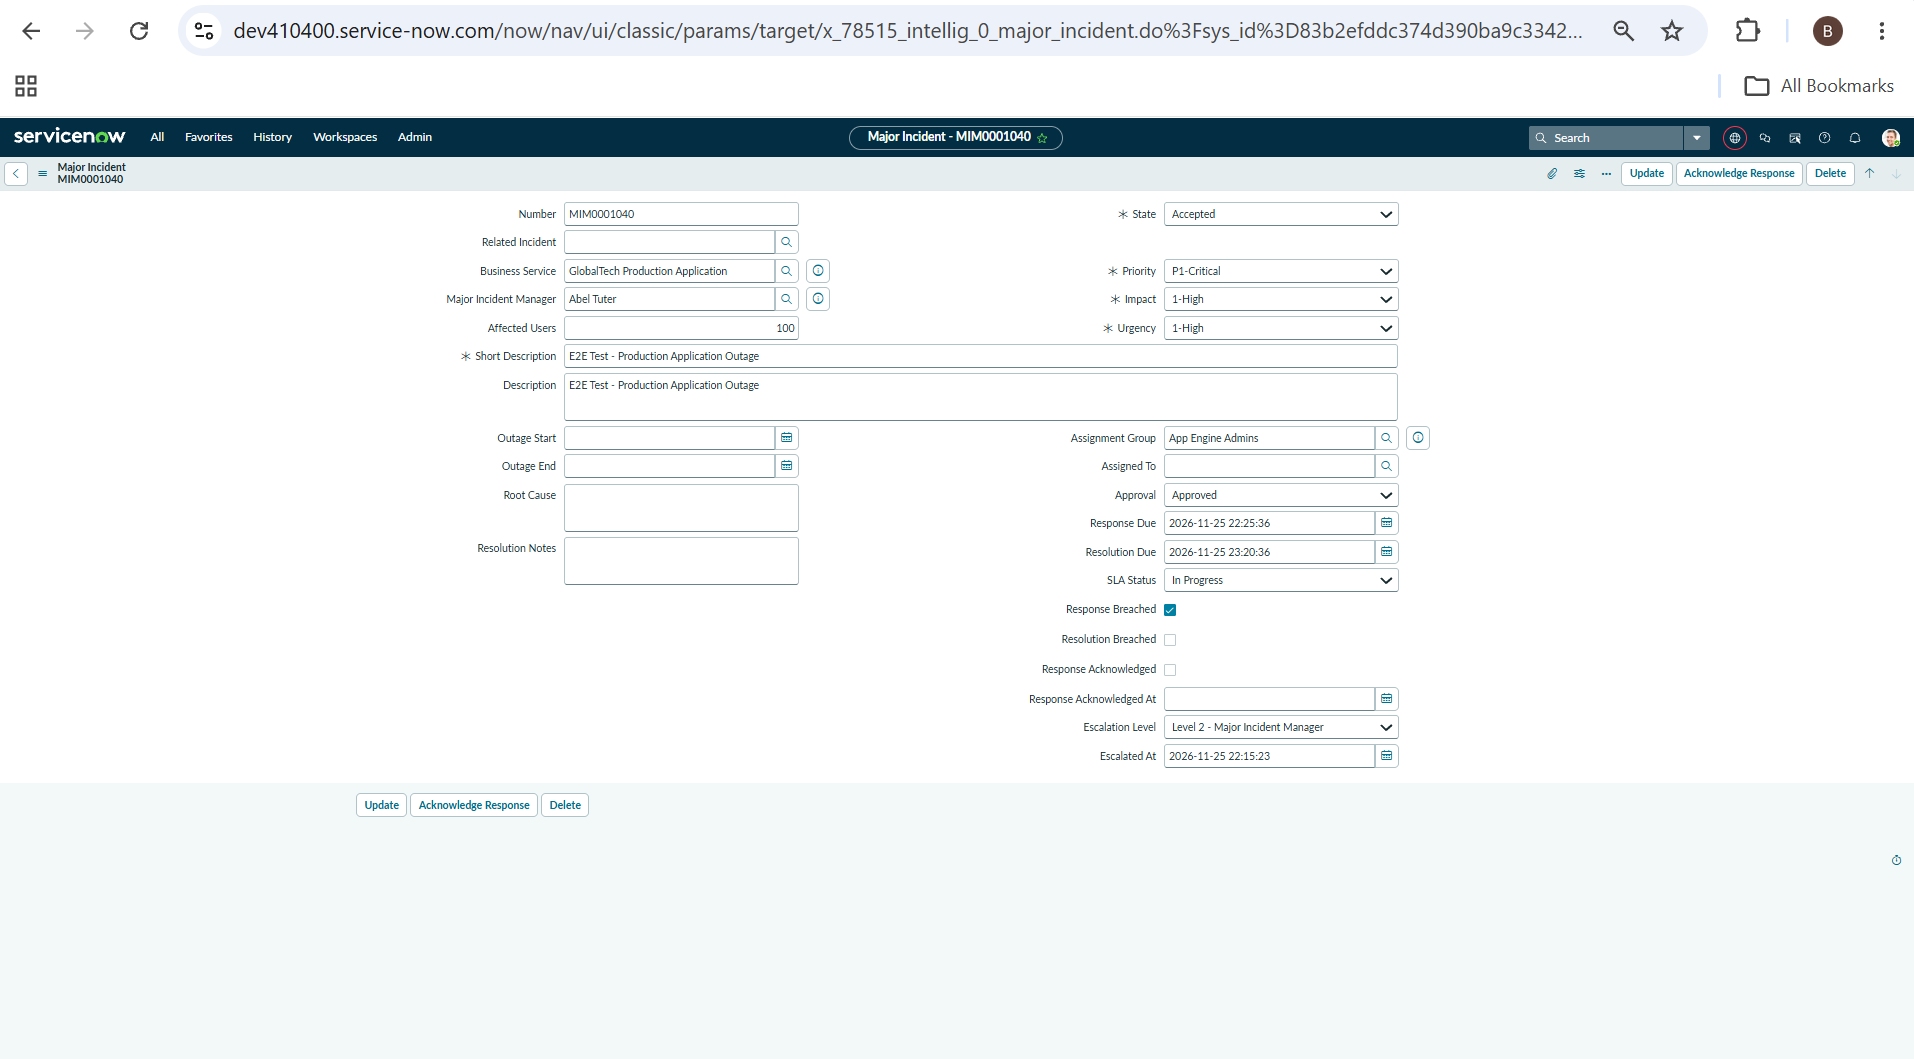 dev410400.service-now.com/now/nav/ui/classic/params/target/x_78515_intellig_0_major_incident.do%3Fsys_id%3D83b2efddc374d390ba9c3342...
B
All Bookmarks
servicenow All Favorites History Workspaces Admin
Major Incident - MIM0001040
Search
Major Incident
MIM0001040
Update Acknowledge Response Delete
Number MIM0001040
State Accepted
Related Incident
Business Service GlobalTech Production Application
Priority P1-Critical
Major Incident Manager Abel Tuter
Impact 1-High
Affected Users 100
Urgency 1-High
Short Description E2E Test - Production Application Outage
Description E2E Test - Production Application Outage
Outage Start
Assignment Group App Engine Admins
Outage End
Assigned To
Root Cause
Approval Approved
Response Due 2026-11-25 22:25:36
Resolution Notes
Resolution Due 2026-11-25 23:20:36
SLA Status In Progress
Response Breached
Resolution Breached
Response Acknowledged
Response Acknowledged At
Escalation Level Level 2 - Major Incident Manager
Escalated At 2026-11-25 22:15:23
Update Acknowledge Response Delete